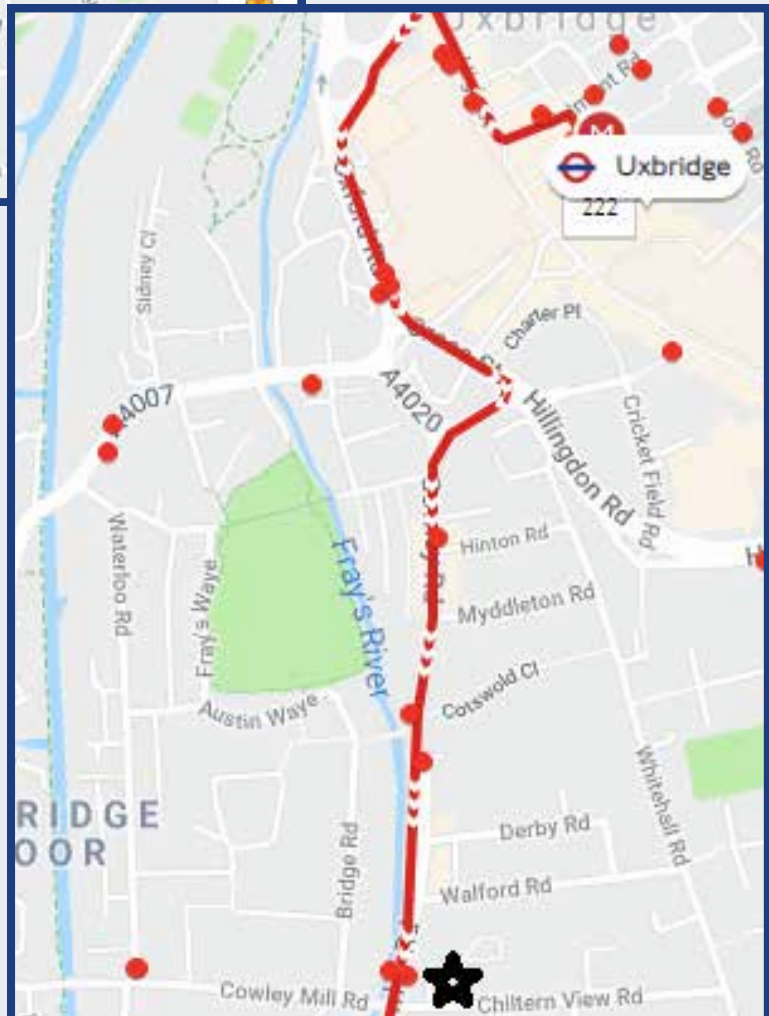 Uxbridge
Uxbridge
222
Sidney Cl
Charter Pl
A4020
Hillingdon Rd
Cricket Field Rd
Waterloo Rd
Fray's Waye
Fray's River
Hinton Rd
Myddleton Rd
Cotswold Cl
Austin Waye
Whitehall Rd
RIDGE
OOR
Bridge Rd
Derby Rd
Walford Rd
Cowley Mill Rd
Chiltern View Rd